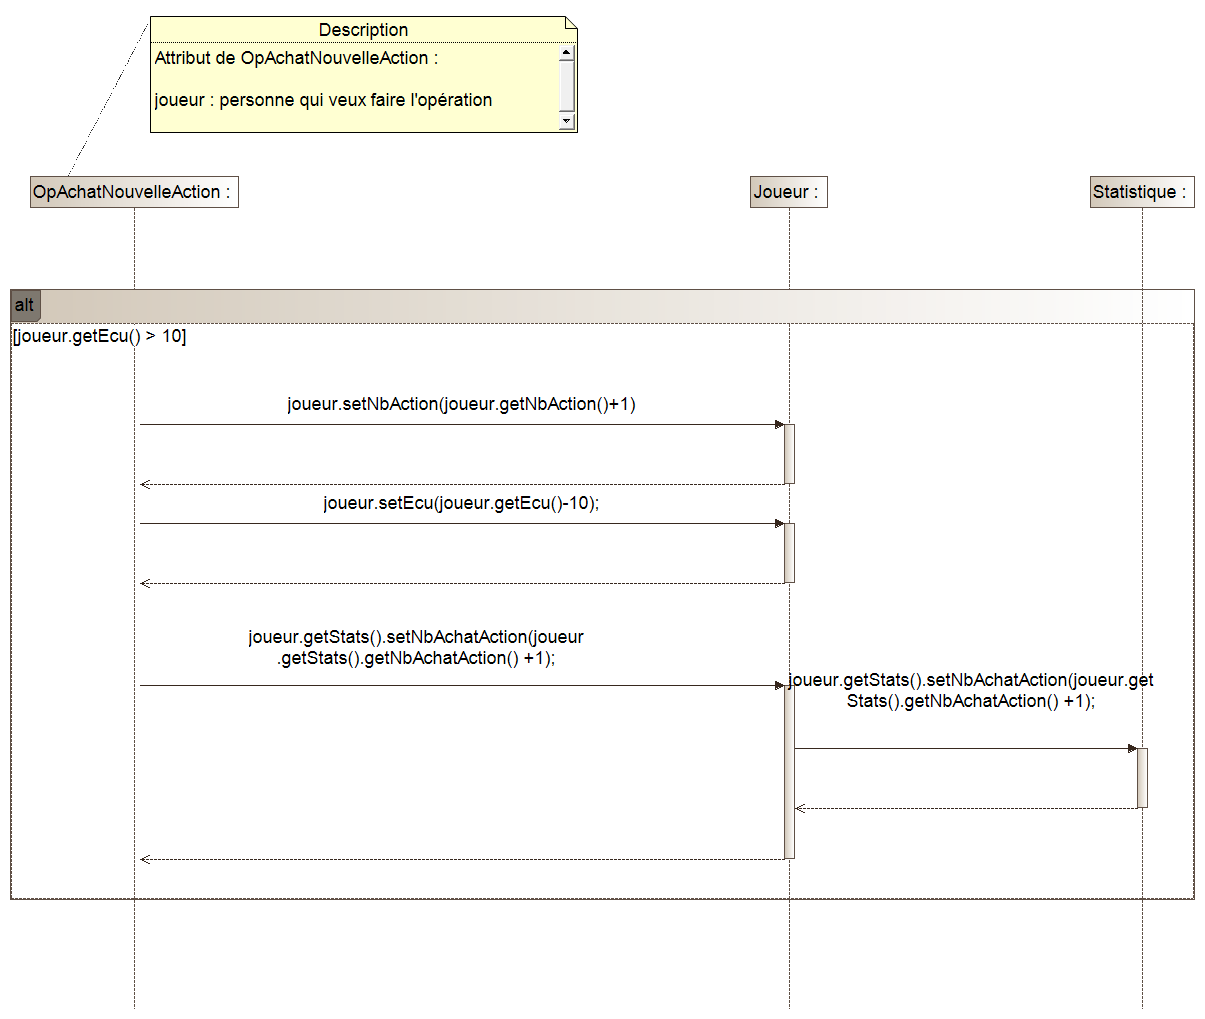 Description
Attribut de OpAchatNouvelleAction :
joueur : personne qui veux faire l'opération
OpAchatNouvelleAction :
Joueur :
Statistique :
alt
[joueur.getEcu() > 10]
joueur.setNbAction(joueur.getNbAction()+1)
joueur.setEcu(joueur.getEcu()-10);
joueur.getStats().setNbAchatAction(joueur
.getStats().getNbAchatAction() +1);
joueur.getStats().setNbAchatAction(joueur.get
Stats().getNbAchatAction() +1);